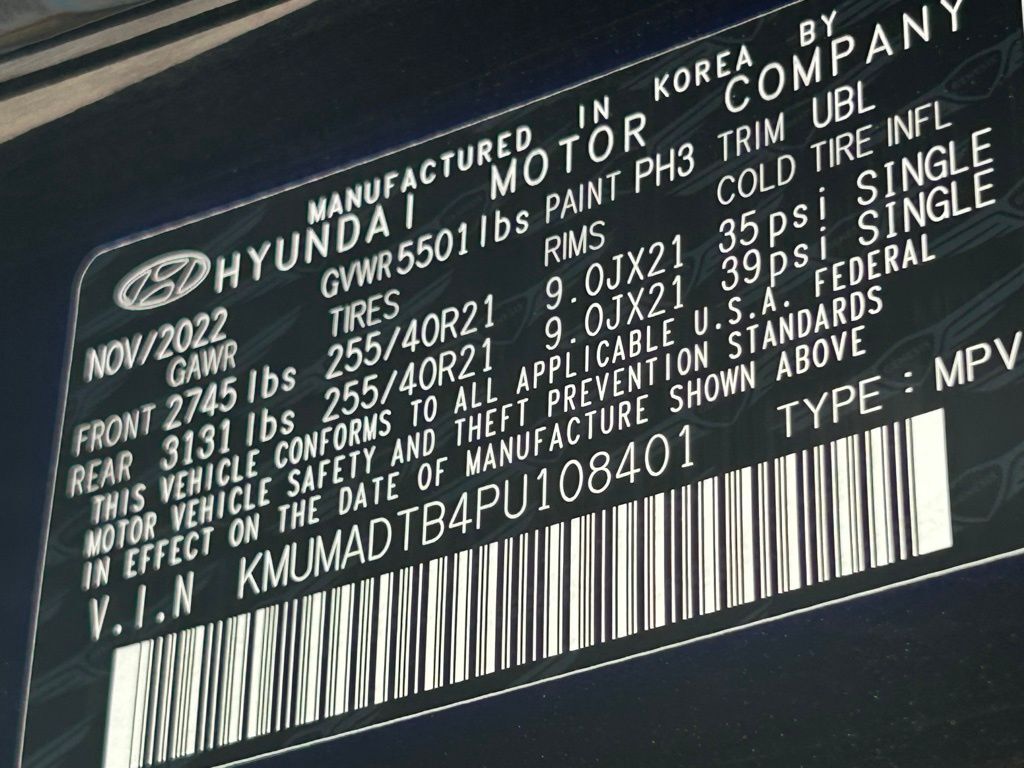 MANUFACTURED IN KOREA BY
HYUNDAI MOTOR COMPANY
NOV/2022 GVWR 5501lbs PAINT PH3 TRIM UBL
GAWR TIRES RIMS COLD TIRE INFL
FRONT 2745 lbs 255/40R21 9.0JX21 35psi SINGLE
REAR 3131 lbs 255/40R21 9.0JX21 39psi SINGLE
THIS VEHICLE CONFORMS TO ALL APPLICABLE U.S.A. FEDERAL
MOTOR VEHICLE SAFETY AND THEFT PREVENTION STANDARDS
IN EFFECT ON THE DATE OF MANUFACTURE SHOWN ABOVE
V.I.N KMUMADTB4PU108401 TYPE : MPV